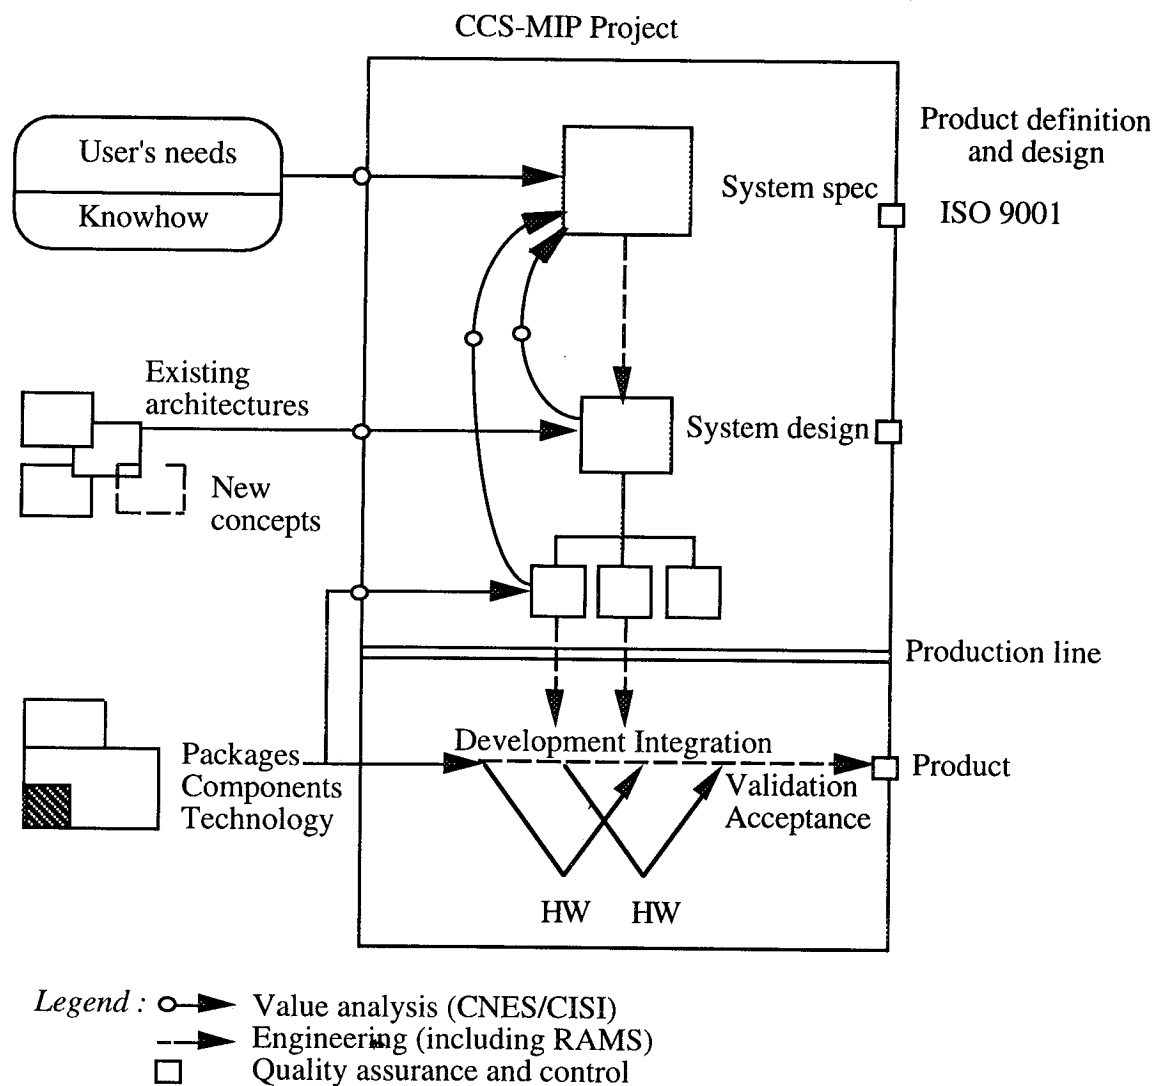 CCS-MIP Project
Product definition
and design
User's needs
Knowhow
System spec
ISO 9001
Existing
architectures
System design
New
concepts
Production line
Development Integration
Packages
Components
Technology
Product
Validation
Acceptance
HW HW
Legend :
Value analysis (CNES/CISI)
Engineering (including RAMS)
Quality assurance and control